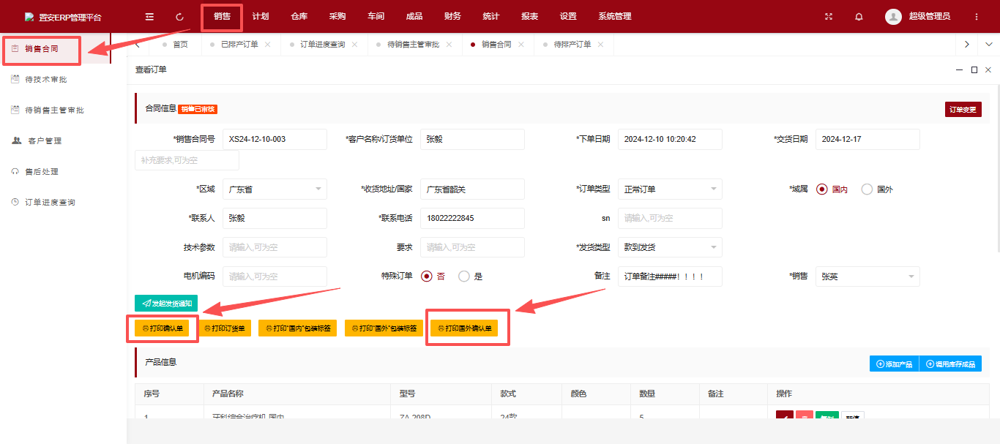 置安ERP管理平台 销售 计划 仓库 采购 车间 成品 财务 统计 报表 设置 系统管理 超级管理员
首页 已排产订单 订单进度查询 待销售主管审批 销售合同 待排产订单
销售合同
待技术审批
待销售主管审批
客户管理
售后处理
订单进度查询
查看订单
合同信息 销售已审核 订单变更
*销售合同号 XS24-12-10-003 *客户名称/订货单位 张毅 *下单日期 2024-12-10 10:20:42 *交货日期 2024-12-17
补充要求,可为空
*区域 广东省 *收货地址/国家 广东省韶关 *订单类型 正常订单 *域属 国内 国外
*联系人 张毅 *联系电话 18022222845 sn 请输入,可为空
技术参数 请输入,可为空 要求 请输入,可为空 *发货类型 款到发货
电机编码 请输入,可为空 特殊订单 否 是 备注 订单备注#####！！！！ *销售 张英
发起发货通知
打印确认单 打印订货单 打印"国内"包装标签 打印"国外"包装标签 打印国外确认单
产品信息 添加产品 调用库存成品
序号 产品名称 型号 款式 颜色 数量 备注 操作
1 牙科综合治疗机-国内 ZA-208D 24款 5 复制 暂停